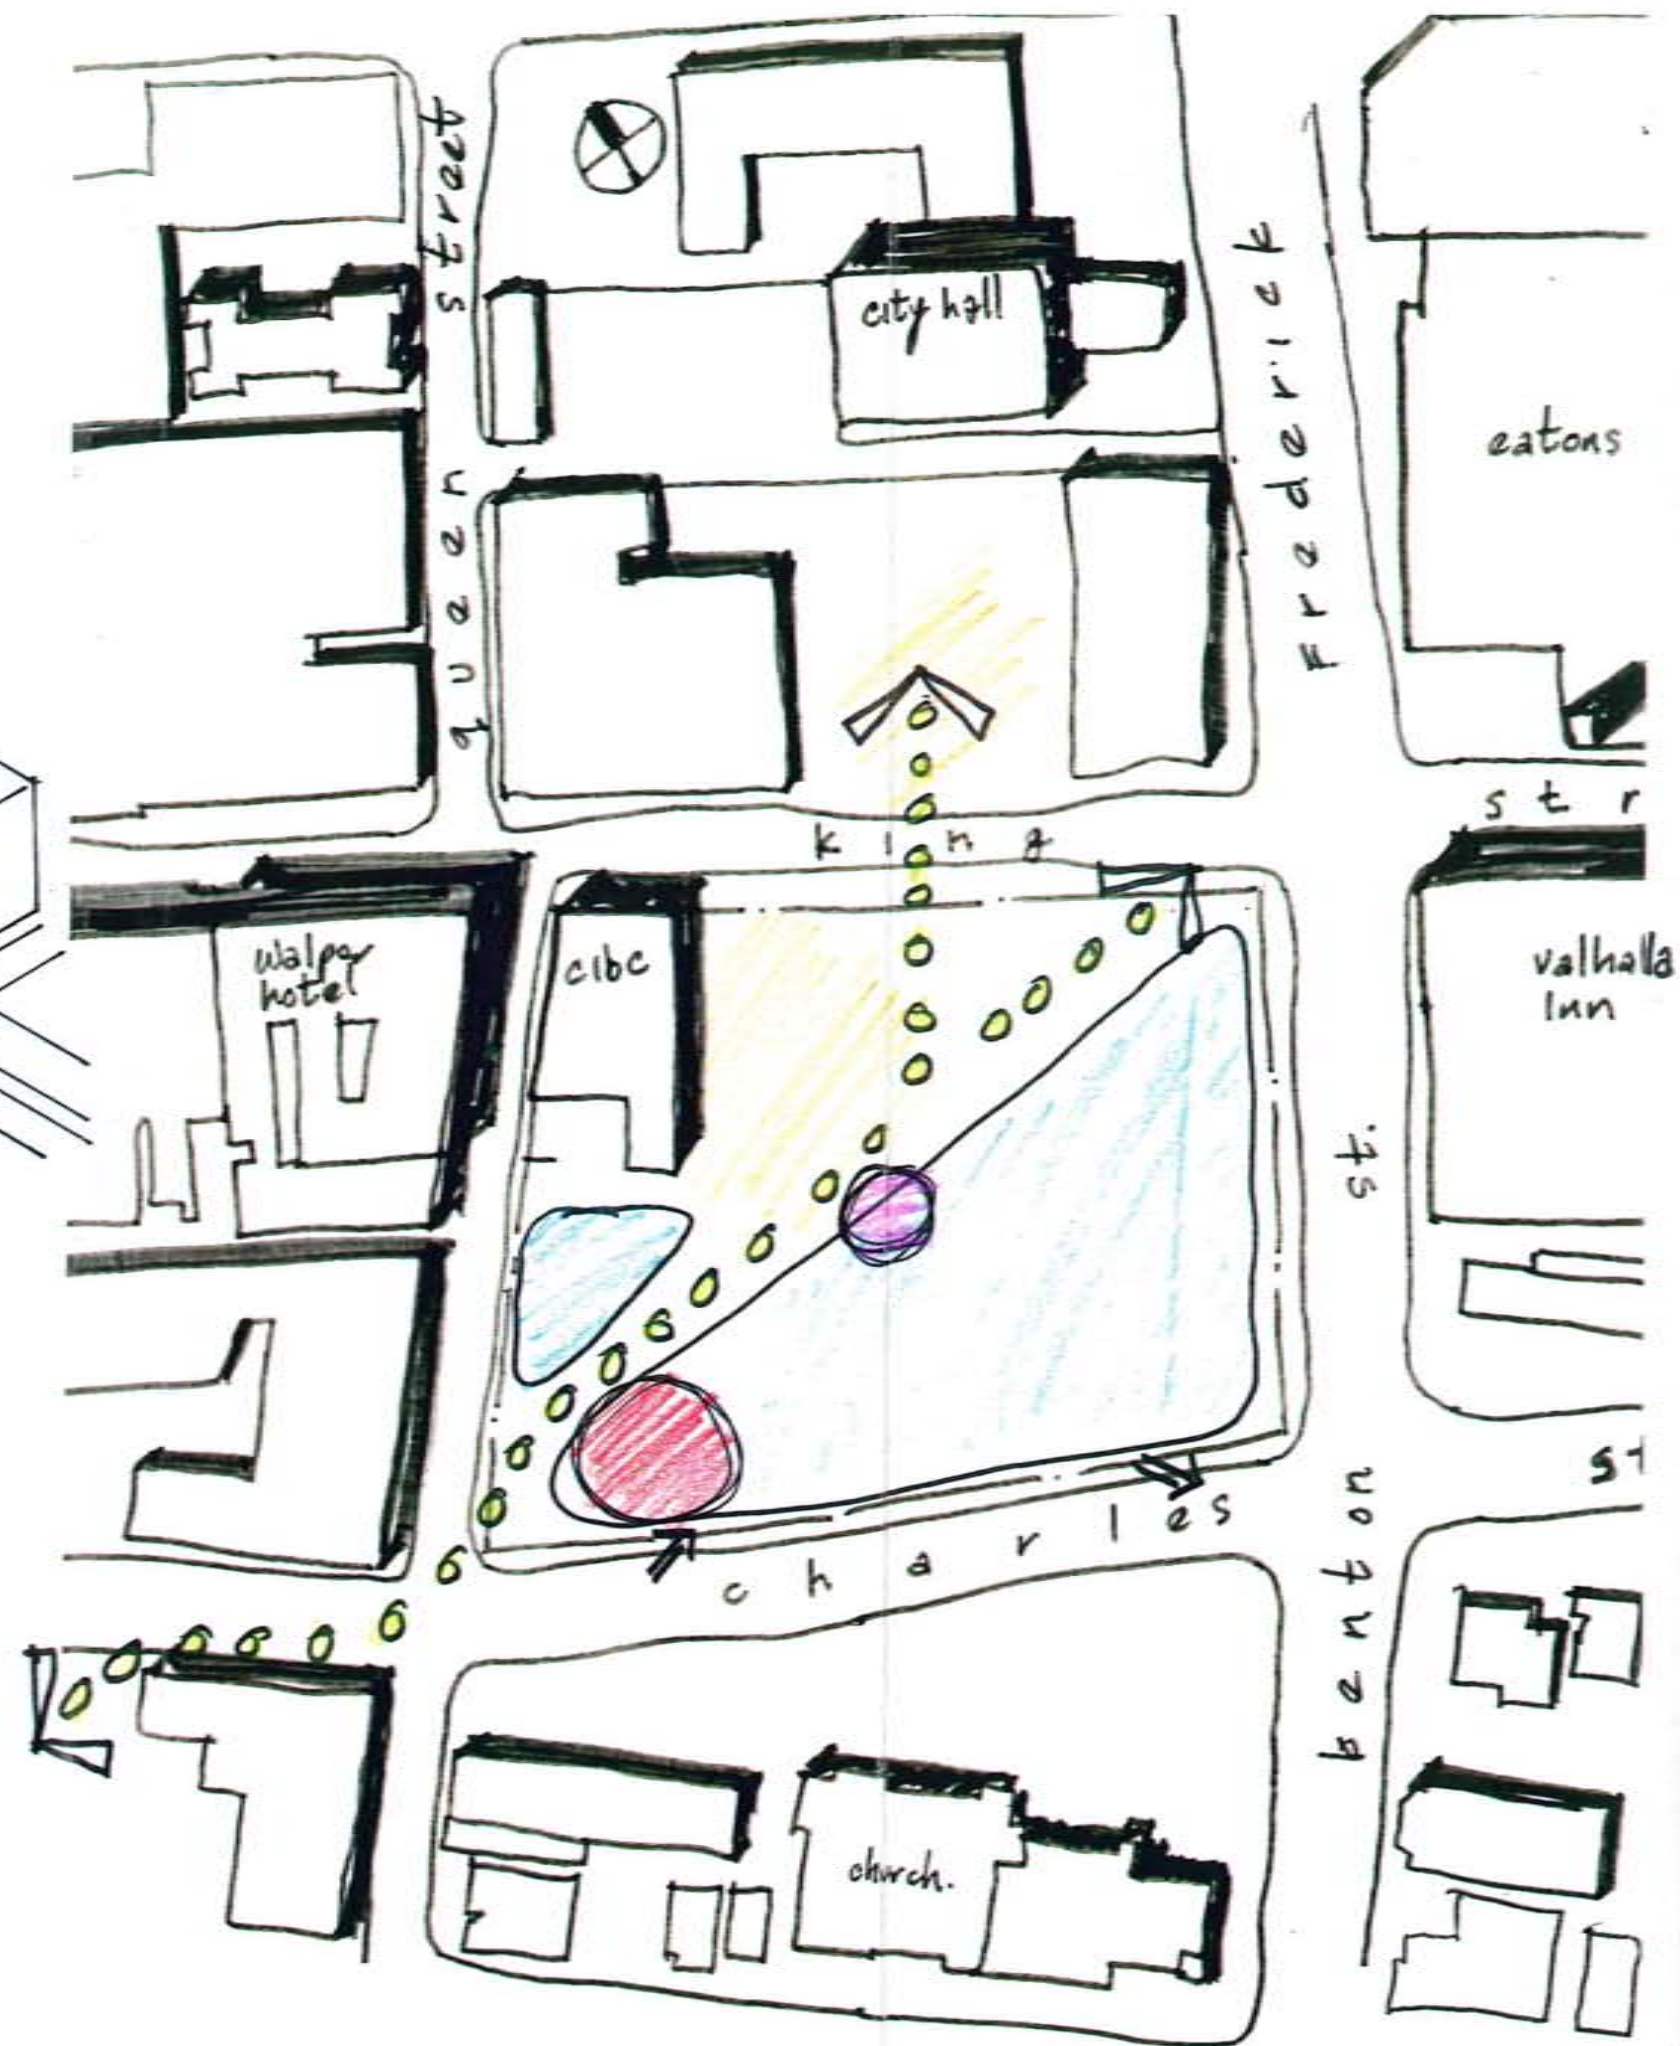 queen street
city hall
Frederick
eatons
king
str
walper
hotel
cibc
valhalla
Inn
st.
st
charles
benton
church.